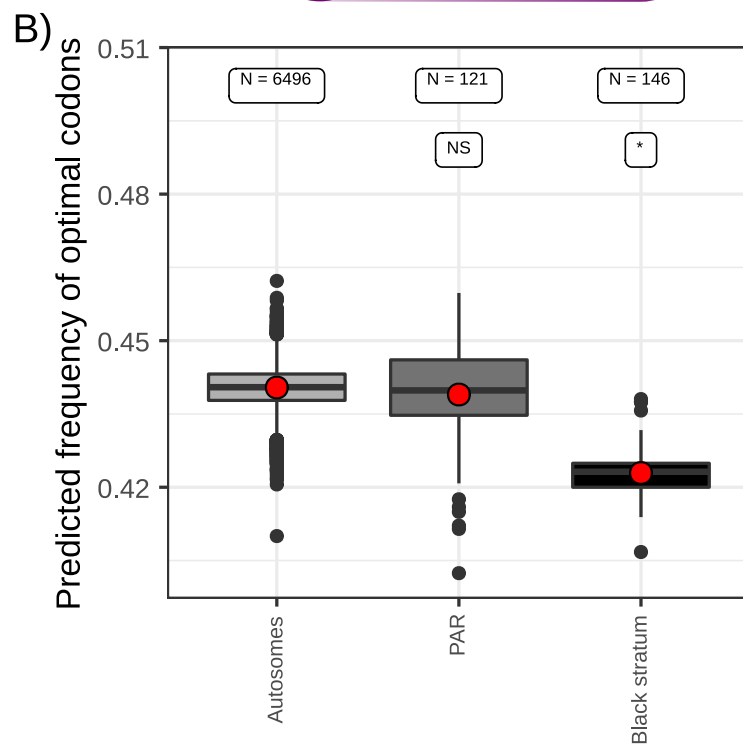 B)
Predicted frequency of optimal codons
0.51
0.48
0.45
0.42
N = 6496
N = 121
N = 146
NS
*
Autosomes
PAR
Black stratum